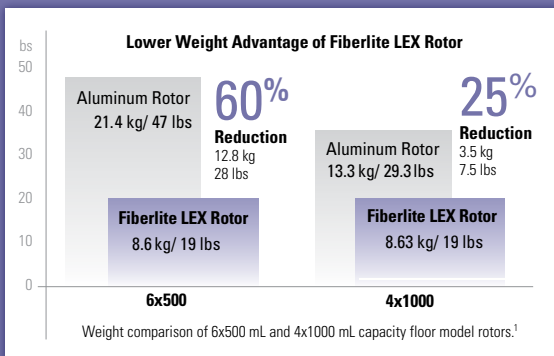 Lower Weight Advantage of Fiberlite LEX Rotor
bs
50
40
30
20
10
0
Aluminum Rotor
21.4 kg/ 47 lbs
60%
Reduction
12.8 kg
28 lbs
Fiberlite LEX Rotor
8.6 kg/ 19 lbs
6x500
25%
Reduction
3.5 kg
7.5 lbs
Aluminum Rotor
13.3 kg/ 29.3 lbs
Fiberlite LEX Rotor
8.63 kg/ 19 lbs
4x1000
Weight comparison of 6x500 mL and 4x1000 mL capacity floor model rotors.¹